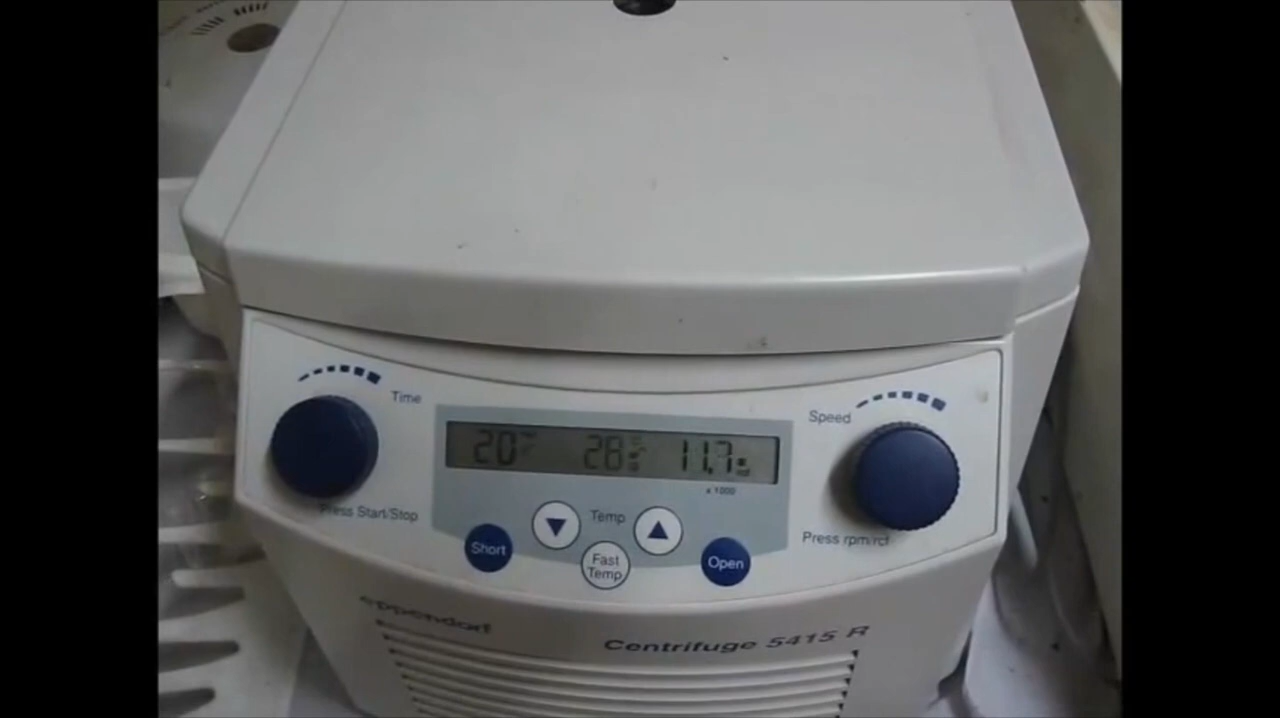 Time
Speed
20 28 11.7
x 1000
Press Start/Stop
Temp
Press rpm/rcf
Short
Fast
Temp
Open
eppendorf
Centrifuge 5415 R